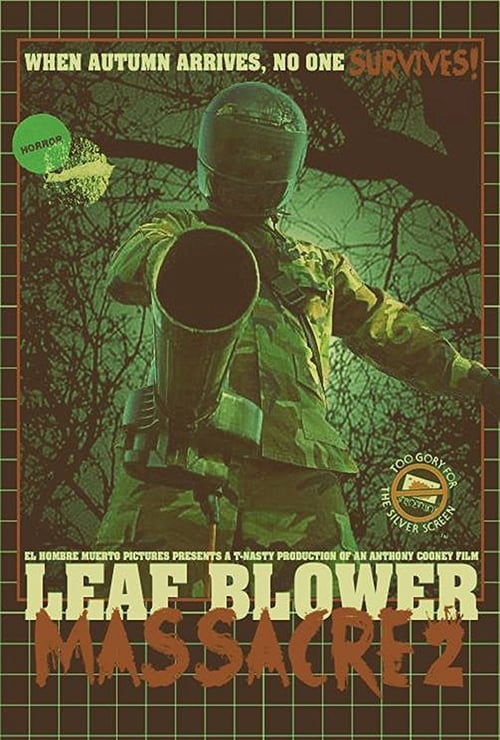 WHEN AUTUMN ARRIVES, NO ONE SURVIVES!
HORROR
TOO GORY FOR
THE SILVER SCREEN
TM
EL HOMBRE MUERTO PICTURES PRESENTS A T-NASTY PRODUCTION OF AN ANTHONY COONEY FILM
LEAF BLOWER
MASSACRE 2